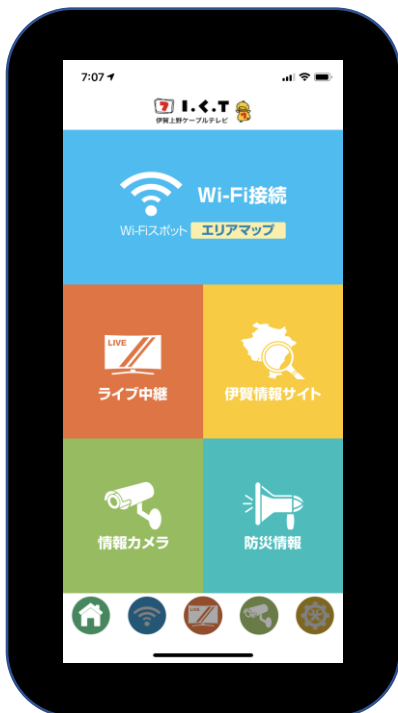 7:07
7 I.C.T
伊賀上野ケーブルテレビ
Wi-Fi接続
Wi-Fiスポット エリアマップ
LIVE
ライブ中継
伊賀情報サイト
情報カメラ
防災情報
LIVE